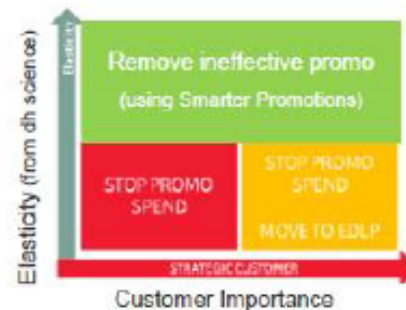 Elasticity (from dh science)
Elasticity
Remove ineffective promo
(using Smarter Promotions)
STOP PROMO
SPEND
STOP PROMO
SPEND
MOVE TO EDLP
STRATEGIC CUSTOMER
Customer Importance